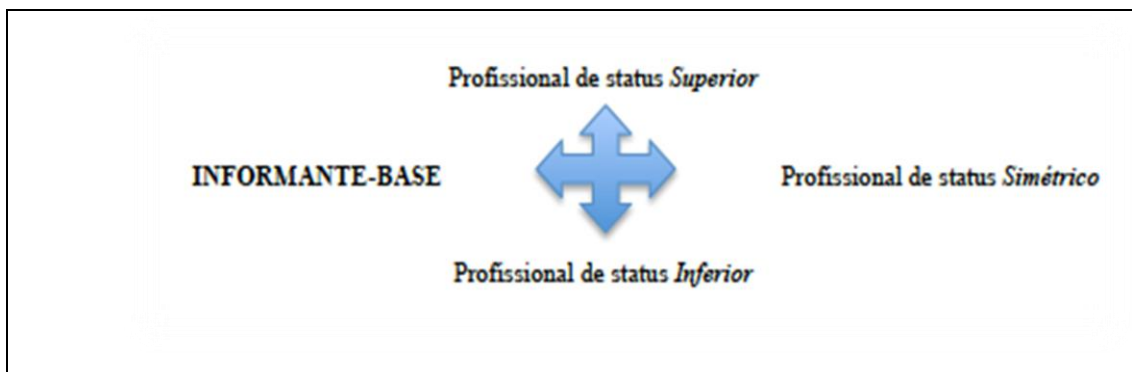 Profissional de status Superior
INFORMANTE-BASE
Profissional de status Simétrico
Profissional de status Inferior